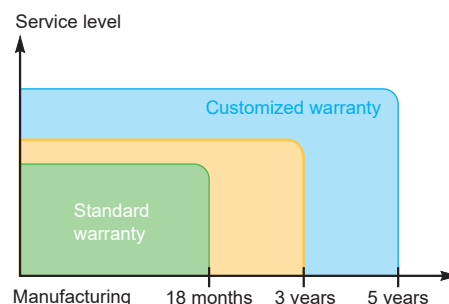 Service level
Customized warranty
Standard
warranty
Manufacturing
18 months
3 years
5 years